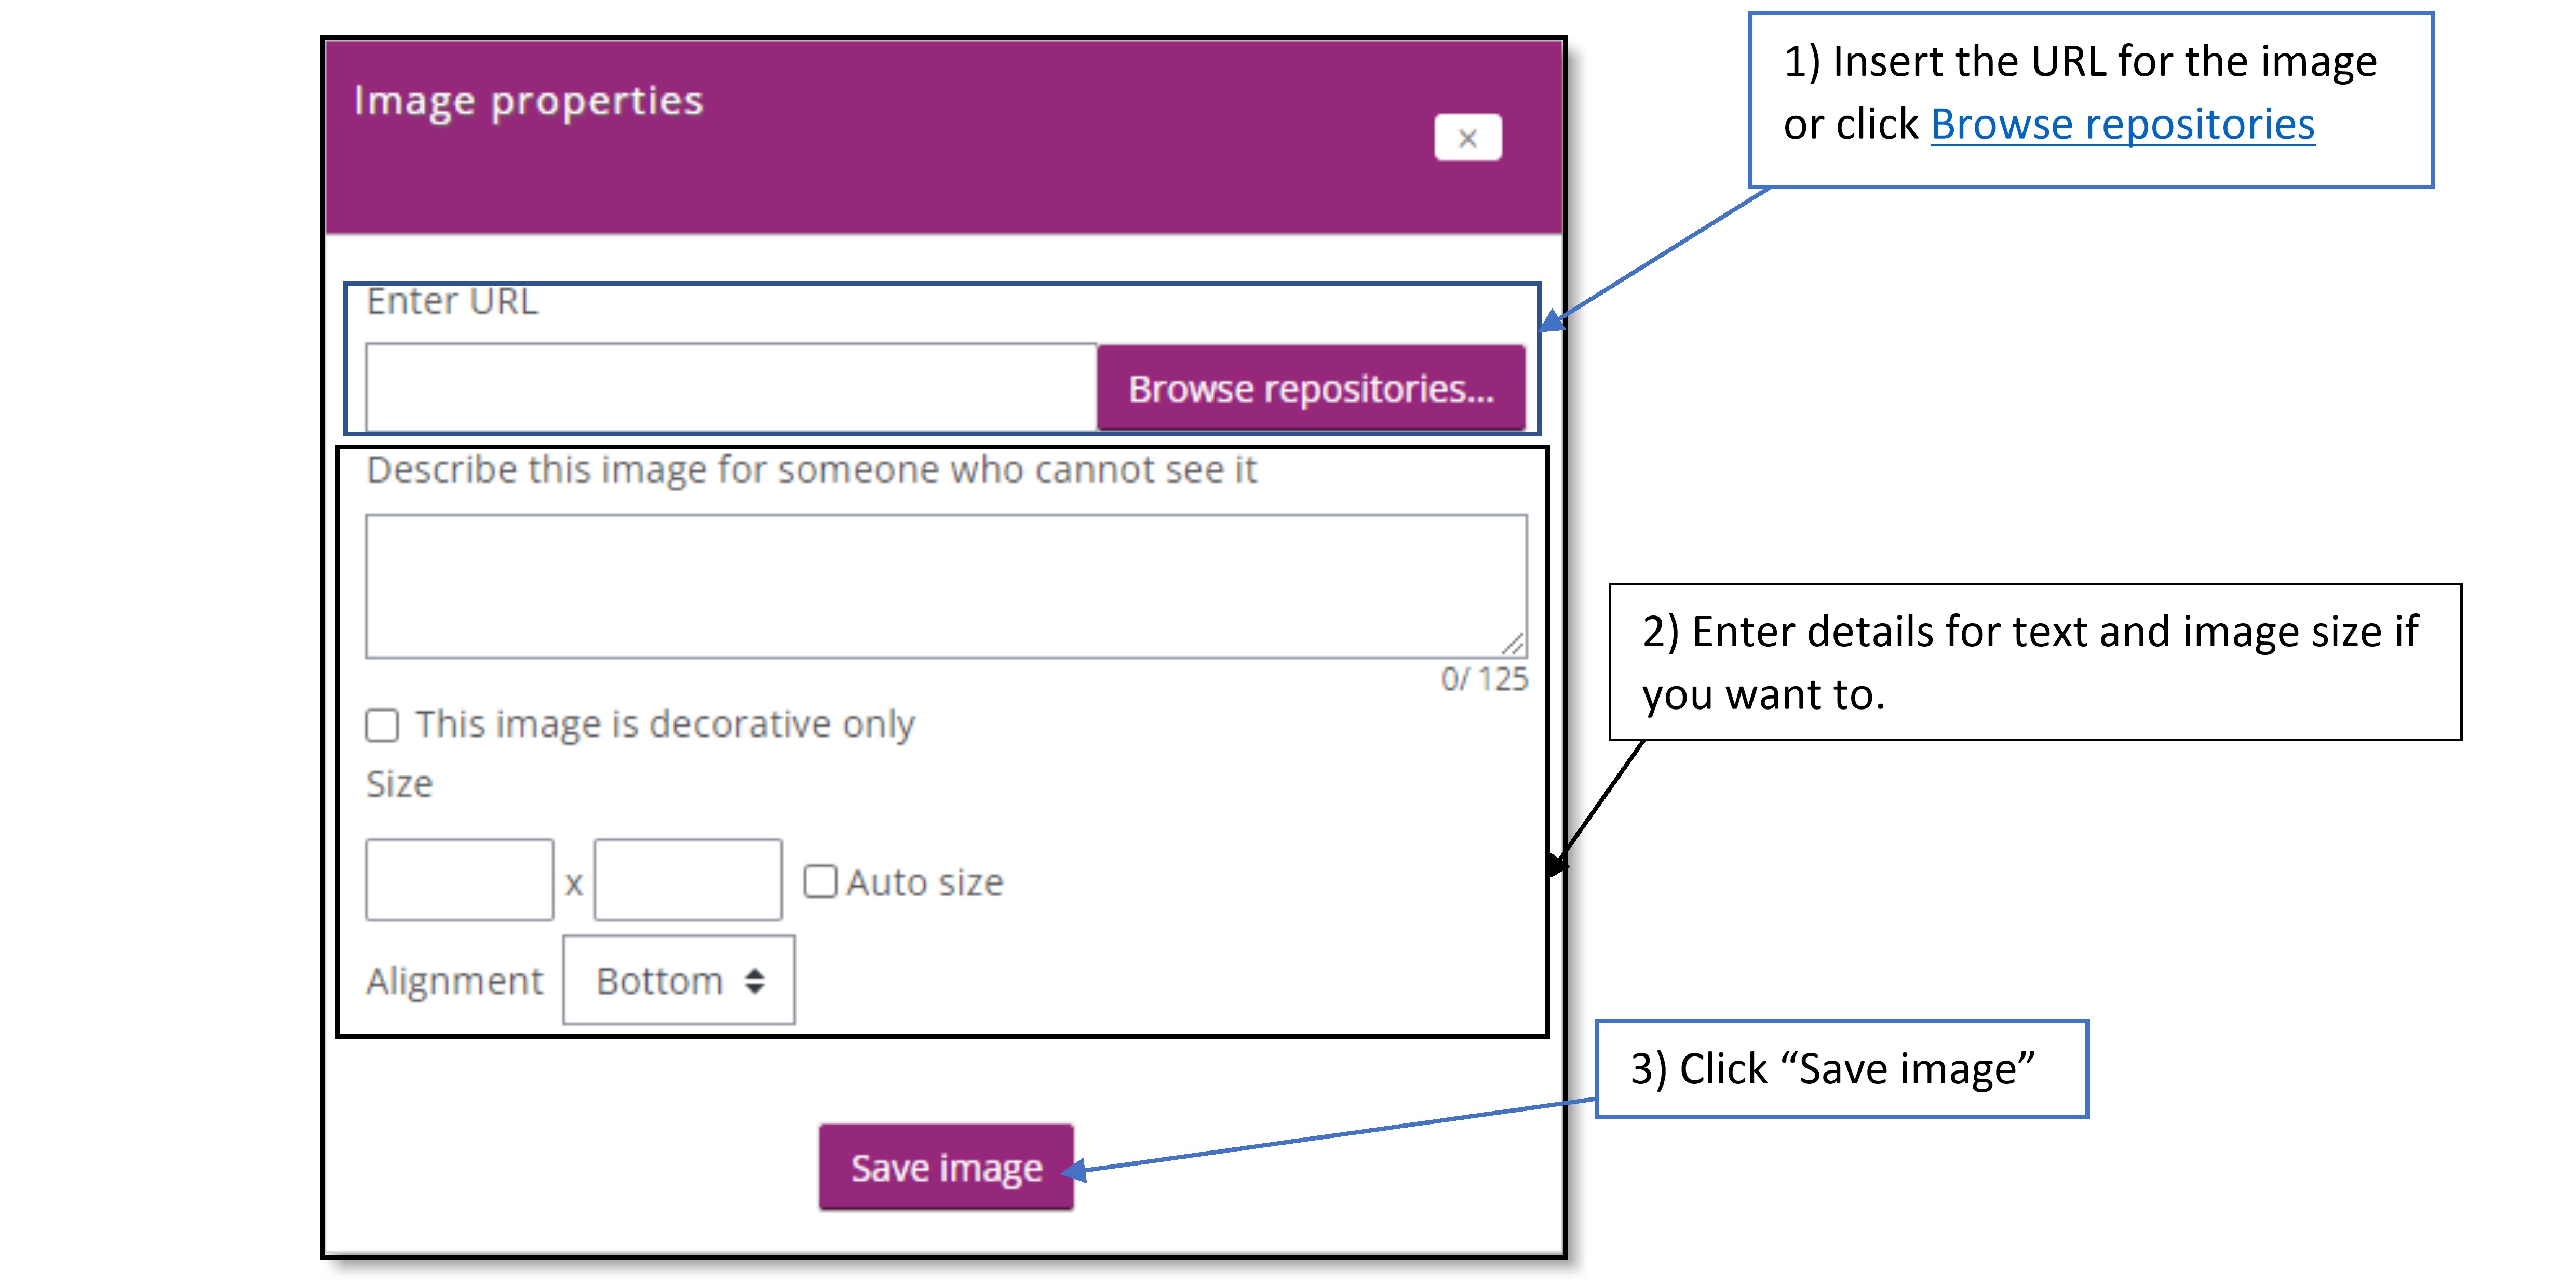 Image properties
×
Enter URL
Browse repositories...
Describe this image for someone who cannot see it
0/ 125
This image is decorative only
Size
x
Auto size
Alignment
Bottom
Save image
1) Insert the URL for the image
or click Browse repositories
2) Enter details for text and image size if
you want to.
3) Click “Save image”